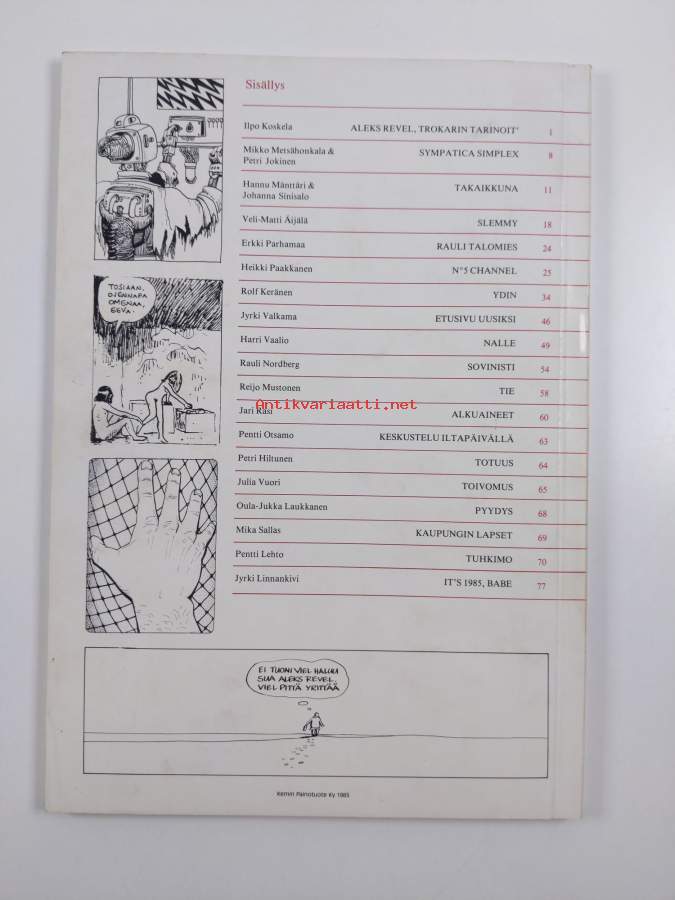 Sisällys
Ilpo Koskela ALEKS REVEL, TROKARIN TARINOIT' 1
Mikko Metsähonkala &
Petri Jokinen SYMPATICA SIMPLEX 8
Hannu Mänttäri &
Johanna Sinisalo TAKAIKKUNA 11
Veli-Matti Äijälä SLEMMY 18
Erkki Parhamaa RAULI TALOMIES 24
Heikki Paakkanen N°5 CHANNEL 25
Rolf Keränen YDIN 34
Jyrki Valkama ETUSIVU UUSIKSI 46
Harri Vaalio NALLE 49
Rauli Nordberg SOVINISTI 54
Reijo Mustonen TIE 58
Jari Rasi ALKUAINEET 60
Pentti Otsamo KESKUSTELU ILTAPÄIVÄLLÄ 63
Petri Hiltunen TOTUUS 64
Julia Vuori TOIVOMUS 65
Oula-Jukka Laukkanen PYYDYS 68
Mika Sallas KAUPUNGIN LAPSET 69
Pentti Lehto TUHKIMO 70
Jyrki Linnankivi IT'S 1985, BABE 77
Antikvariaatti.net
TOSIAAN,
OJENNAPA
OMENAA,
EEVA.
EI TUONI VIEL HALUAA
SUA ALEKS REVEL.
VIEL PITTÄ YRITTÄÄ
Kemin Painotuote Ky 1985